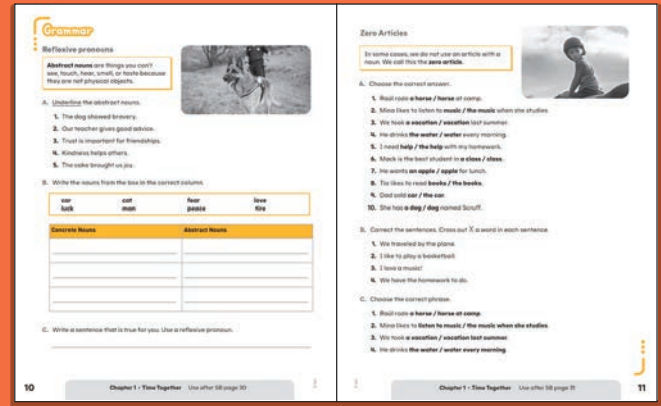 Grammar
Reflexive pronouns
Abstract nouns are things you can't
see, touch, hear, smell, or taste because
they are not physical objects.
A. Underline the abstract nouns.
1. The dog showed bravery.
2. Our teacher gives good advice.
3. Trust is important for friendships.
4. Kindness helps others.
5. The cake brought us joy.
B. Write the nouns from the box in the correct column.
car cat fear love
luck man peace tire
Concrete Nouns Abstract Nouns
C. Write a sentence that is true for you. Use a reflexive pronoun.
10 Chapter 1 • Time Together Use after SB page 30
Zero Articles
In some cases, we do not use an article with a
noun. We call this the zero article.
A. Choose the correct answer.
1. Raúl rode a horse / horse at camp.
2. Mina likes to listen to music / the music when she studies.
3. We took a vacation / vacation last summer.
4. He drinks the water / water every morning.
5. I need help / the help with my homework.
6. Mack is the best student in a class / class.
7. He wants an apple / apple for lunch.
8. Tia likes to read books / the books.
9. Dad sold car / the car.
10. She has a dog / dog named Scruff.
B. Correct the sentences. Cross out X a word in each sentence.
1. We traveled by the plane.
2. I like to play a basketball.
3. I love a music!
4. We have the homework to do.
C. Choose the correct phrase.
1. Raúl rode a horse / horse at camp.
2. Mina likes to listen to music / the music when she studies.
3. We took a vacation / vacation last summer.
4. He drinks the water / water every morning.
Chapter 1 • Time Together Use after SB page 31 11